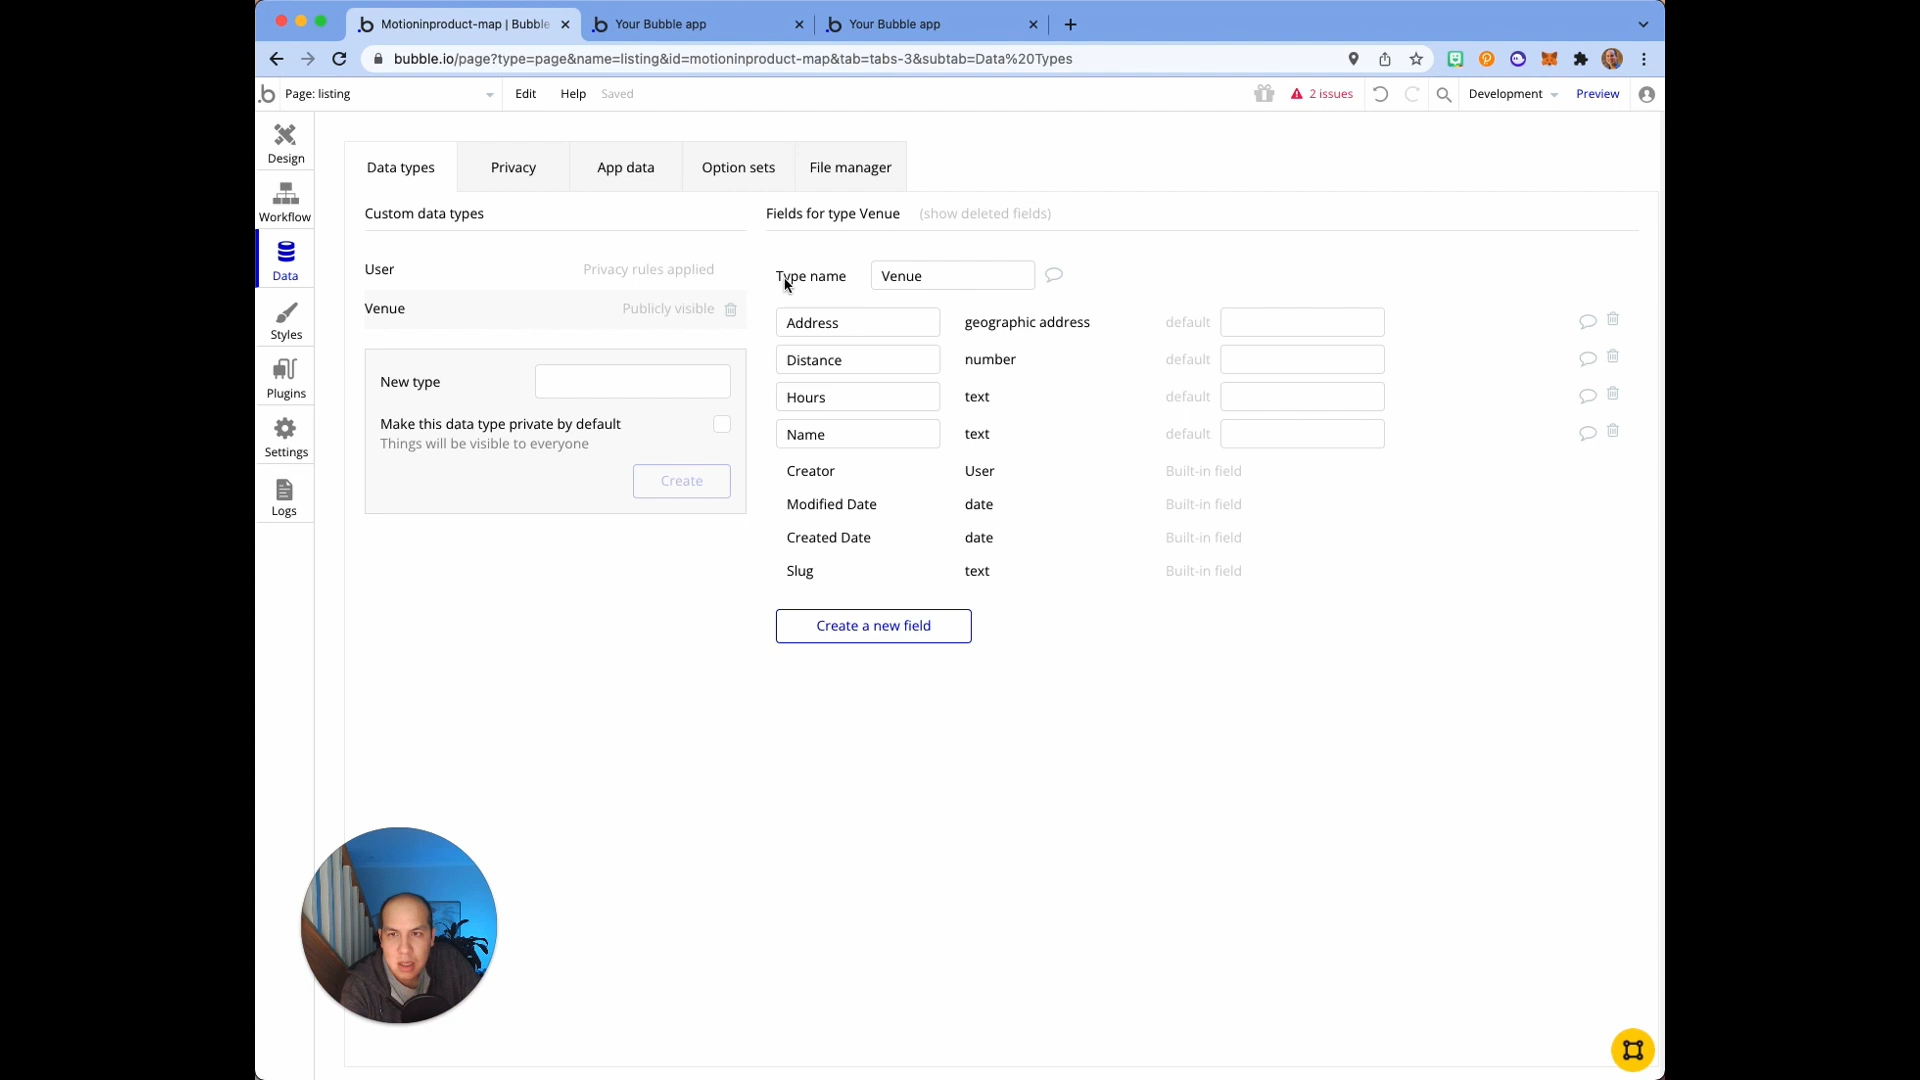 Motioninproduct-map | Bubble
Your Bubble app
Your Bubble app
bubble.io/page?type=page&name=listing&id=motioninproduct-map&tab=tabs-3&subtab=Data%20Types
Page: listing
Edit
Help
Saved
2 issues
Development
Preview
Design
Workflow
Data
Styles
Plugins
Settings
Logs
Data types
Privacy
App data
Option sets
File manager
Custom data types
User
Privacy rules applied
Venue
Publicly visible
New type
Make this data type private by default
Things will be visible to everyone
Create
Fields for type Venue (show deleted fields)
Type name
Venue
Address geographic address default
Distance number default
Hours text default
Name text default
Creator User Built-in field
Modified Date date Built-in field
Created Date date Built-in field
Slug text Built-in field
Create a new field